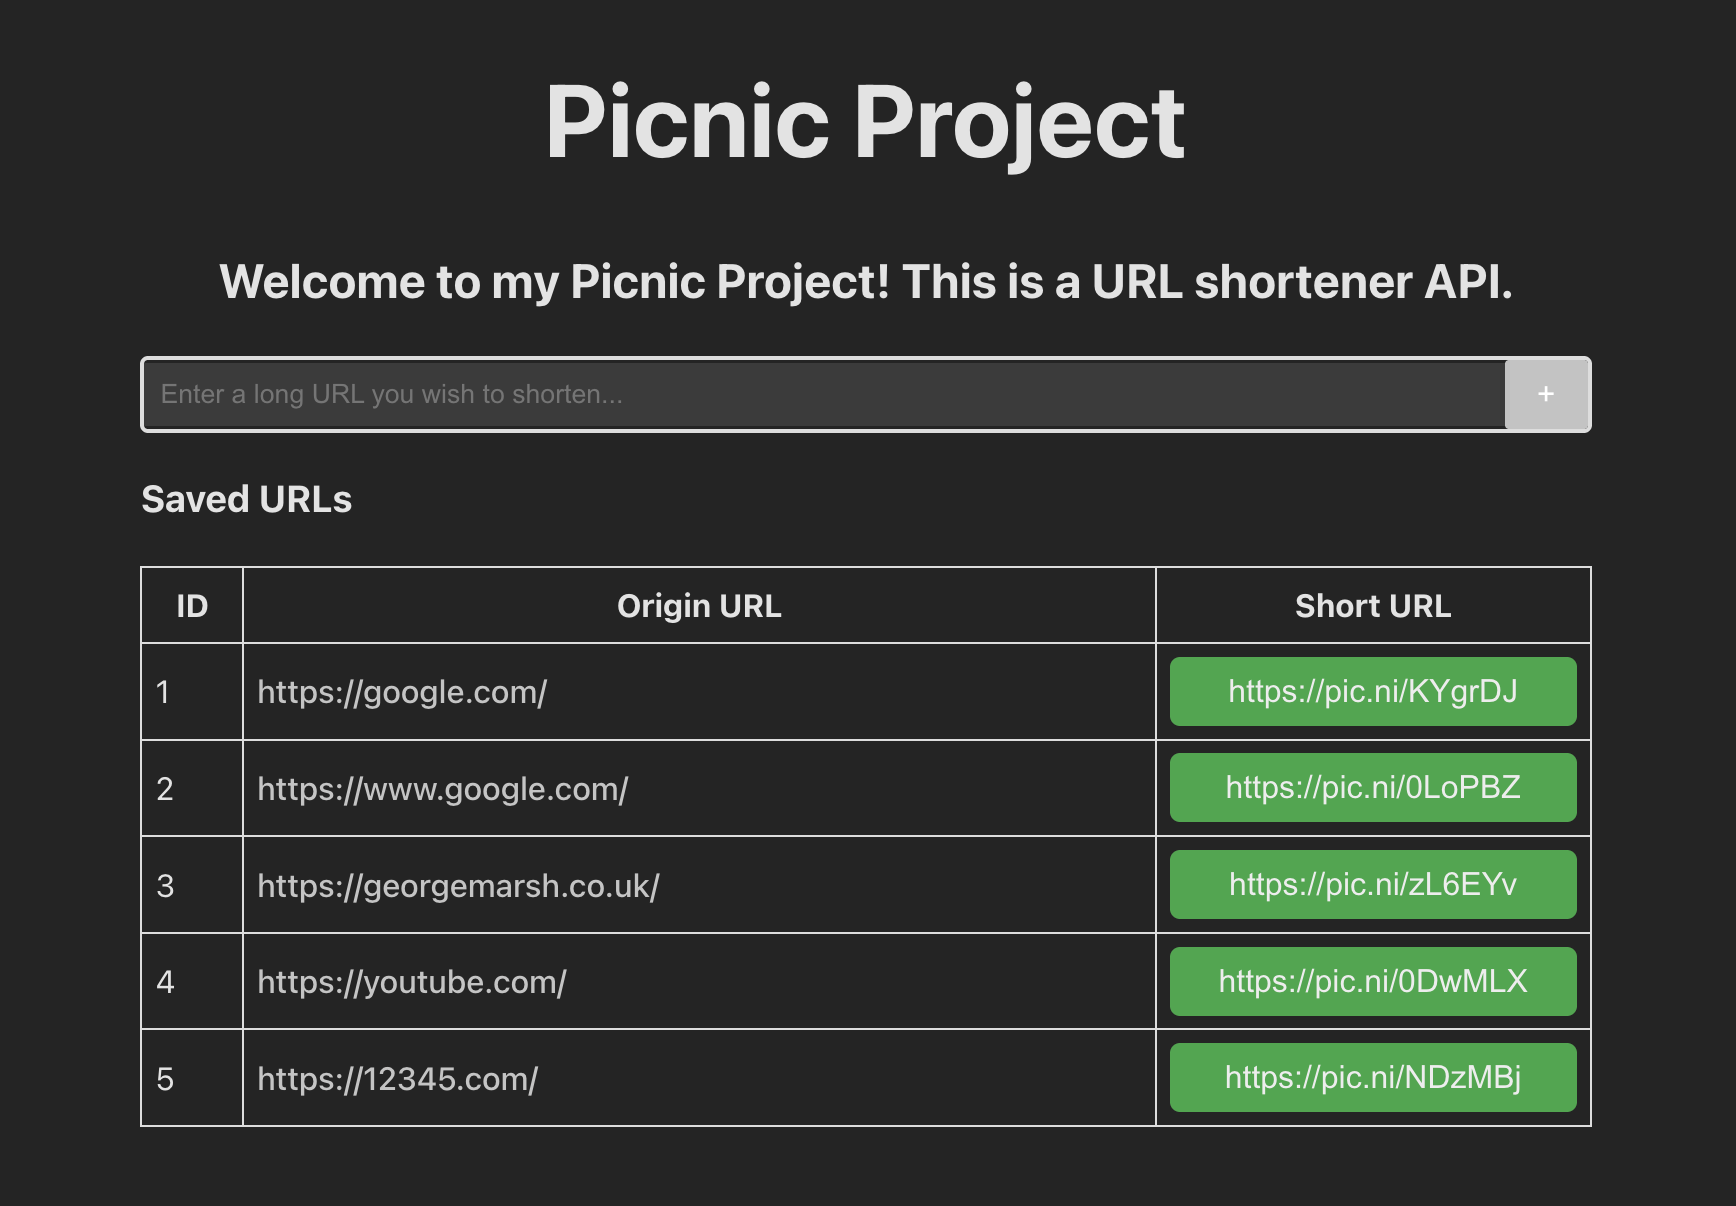 Picnic Project
Welcome to my Picnic Project! This is a URL shortener API.
Enter a long URL you wish to shorten...
+
Saved URLs
ID Origin URL Short URL
1 https://google.com/ https://pic.ni/KYgrDJ
2 https://www.google.com/ https://pic.ni/0LoPBZ
3 https://georgemarsh.co.uk/ https://pic.ni/zL6EYv
4 https://youtube.com/ https://pic.ni/0DwMLX
5 https://12345.com/ https://pic.ni/NDzMBj